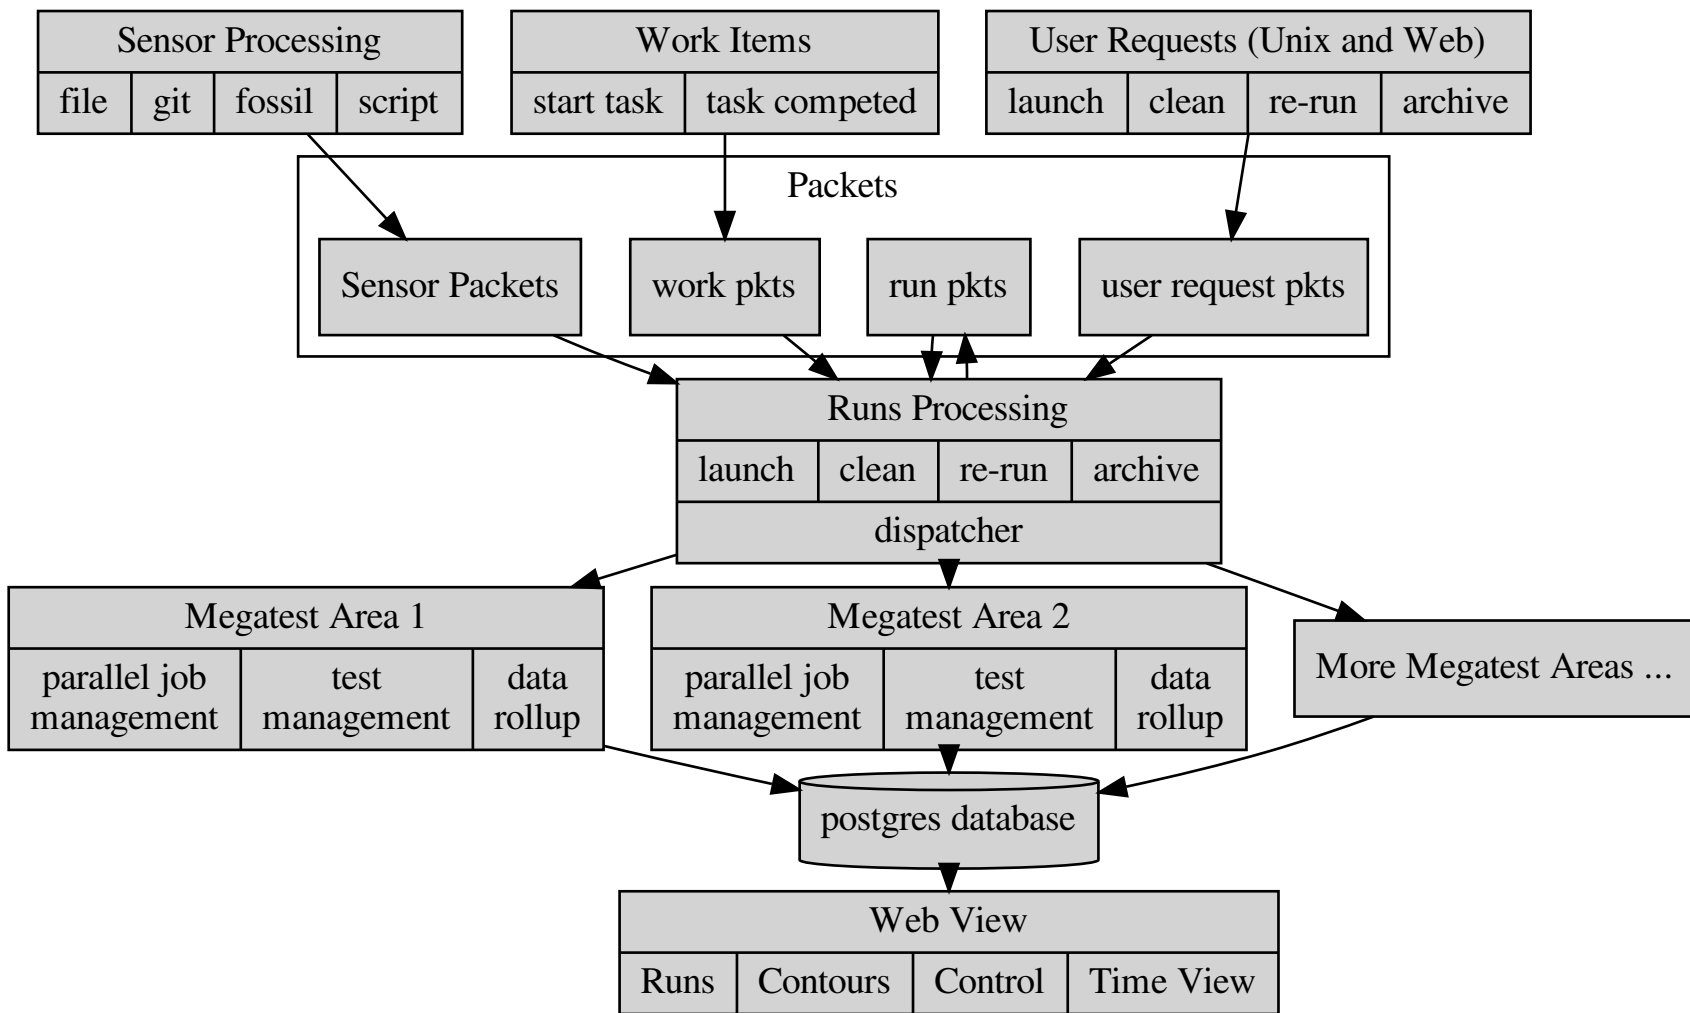 Sensor Processing
file git fossil script
Work Items
start task task competed
User Requests (Unix and Web)
launch clean re-run archive
Packets
Sensor Packets
work pkts
run pkts
user request pkts
Runs Processing
launch clean re-run archive
dispatcher
Megatest Area 1
parallel job
management
test
management
data
rollup
Megatest Area 2
parallel job
management
test
management
data
rollup
More Megatest Areas ...
postgres database
Web View
Runs Contours Control Time View